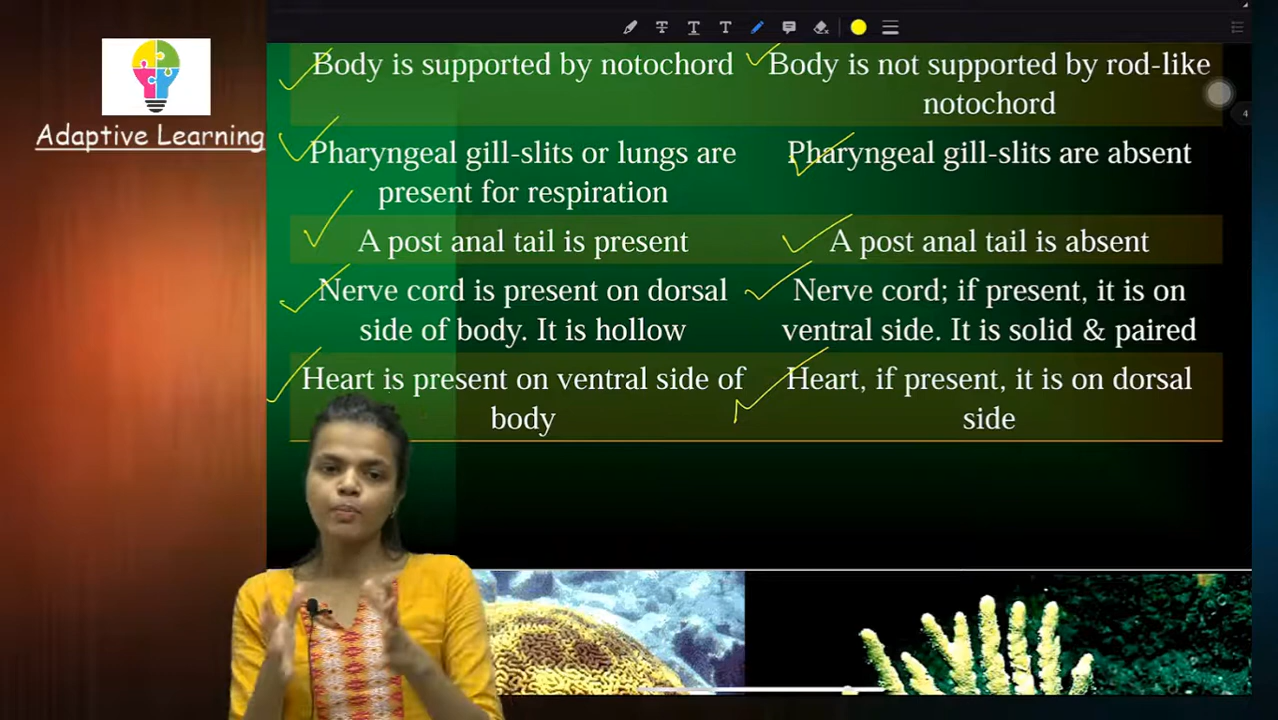 Adaptive Learning
Body is supported by notochord
Body is not supported by rod-like
notochord
Pharyngeal gill-slits or lungs are
present for respiration
Pharyngeal gill-slits are absent
A post anal tail is present
A post anal tail is absent
Nerve cord is present on dorsal
side of body. It is hollow
Nerve cord; if present, it is on
ventral side. It is solid & paired
Heart is present on ventral side of
body
Heart, if present, it is on dorsal
side
4